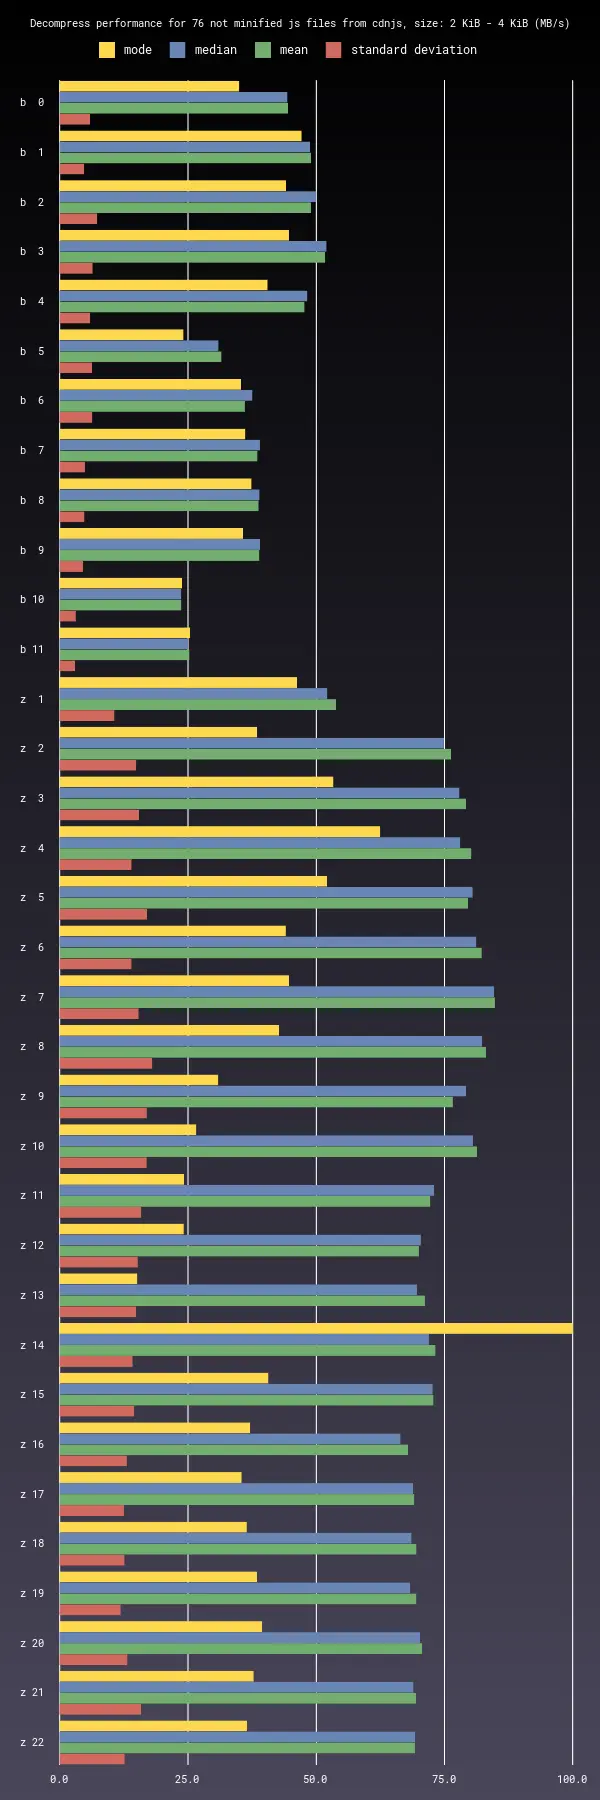 Decompress performance for 76 not minified js files from cdnjs, size: 2 KiB - 4 KiB (MB/s)
mode median mean standard deviation
b 0
b 1
b 2
b 3
b 4
b 5
b 6
b 7
b 8
b 9
b 10
b 11
z 1
z 2
z 3
z 4
z 5
z 6
z 7
z 8
z 9
z 10
z 11
z 12
z 13
z 14
z 15
z 16
z 17
z 18
z 19
z 20
z 21
z 22
0.0 25.0 50.0 75.0 100.0